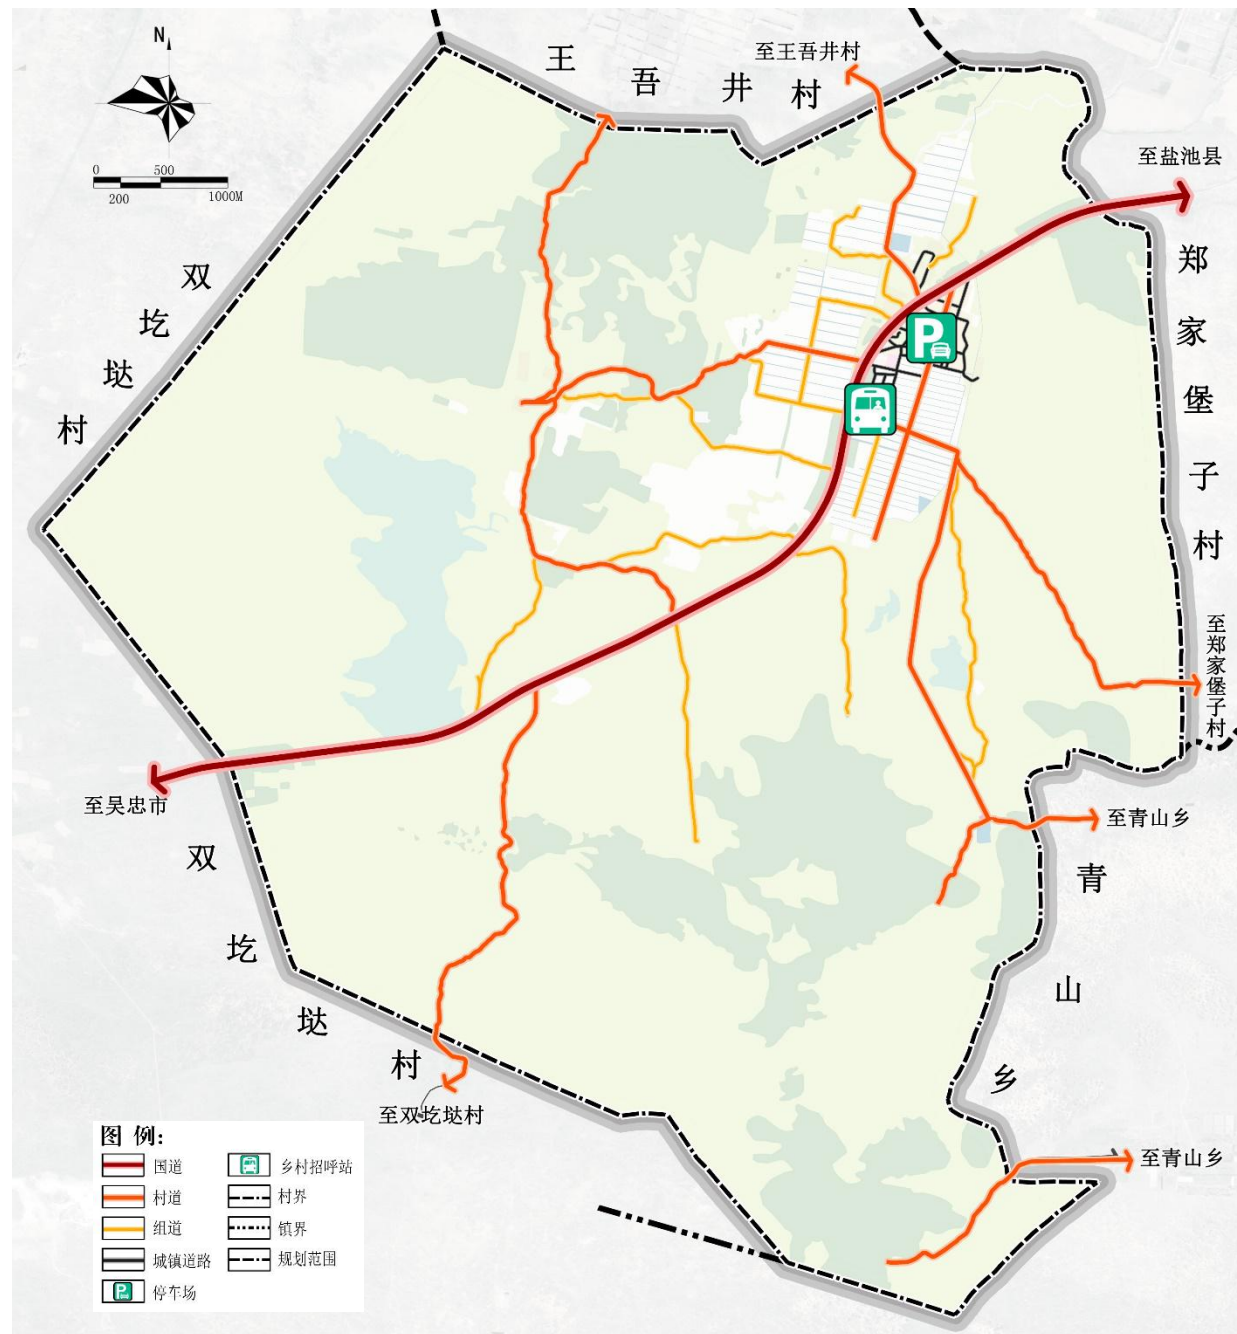 N
0 500
200 1000M
王吾井村
至王吾井村
至盐池县
双圪垯村
郑家堡子村
至郑家堡子村
至吴忠市
至青山乡
双圪垯村
青山乡
至双圪垯村
至青山乡
图 例:
国道
乡村招呼站
村道
村界
组道
镇界
城镇道路
规划范围
停车场
P
P